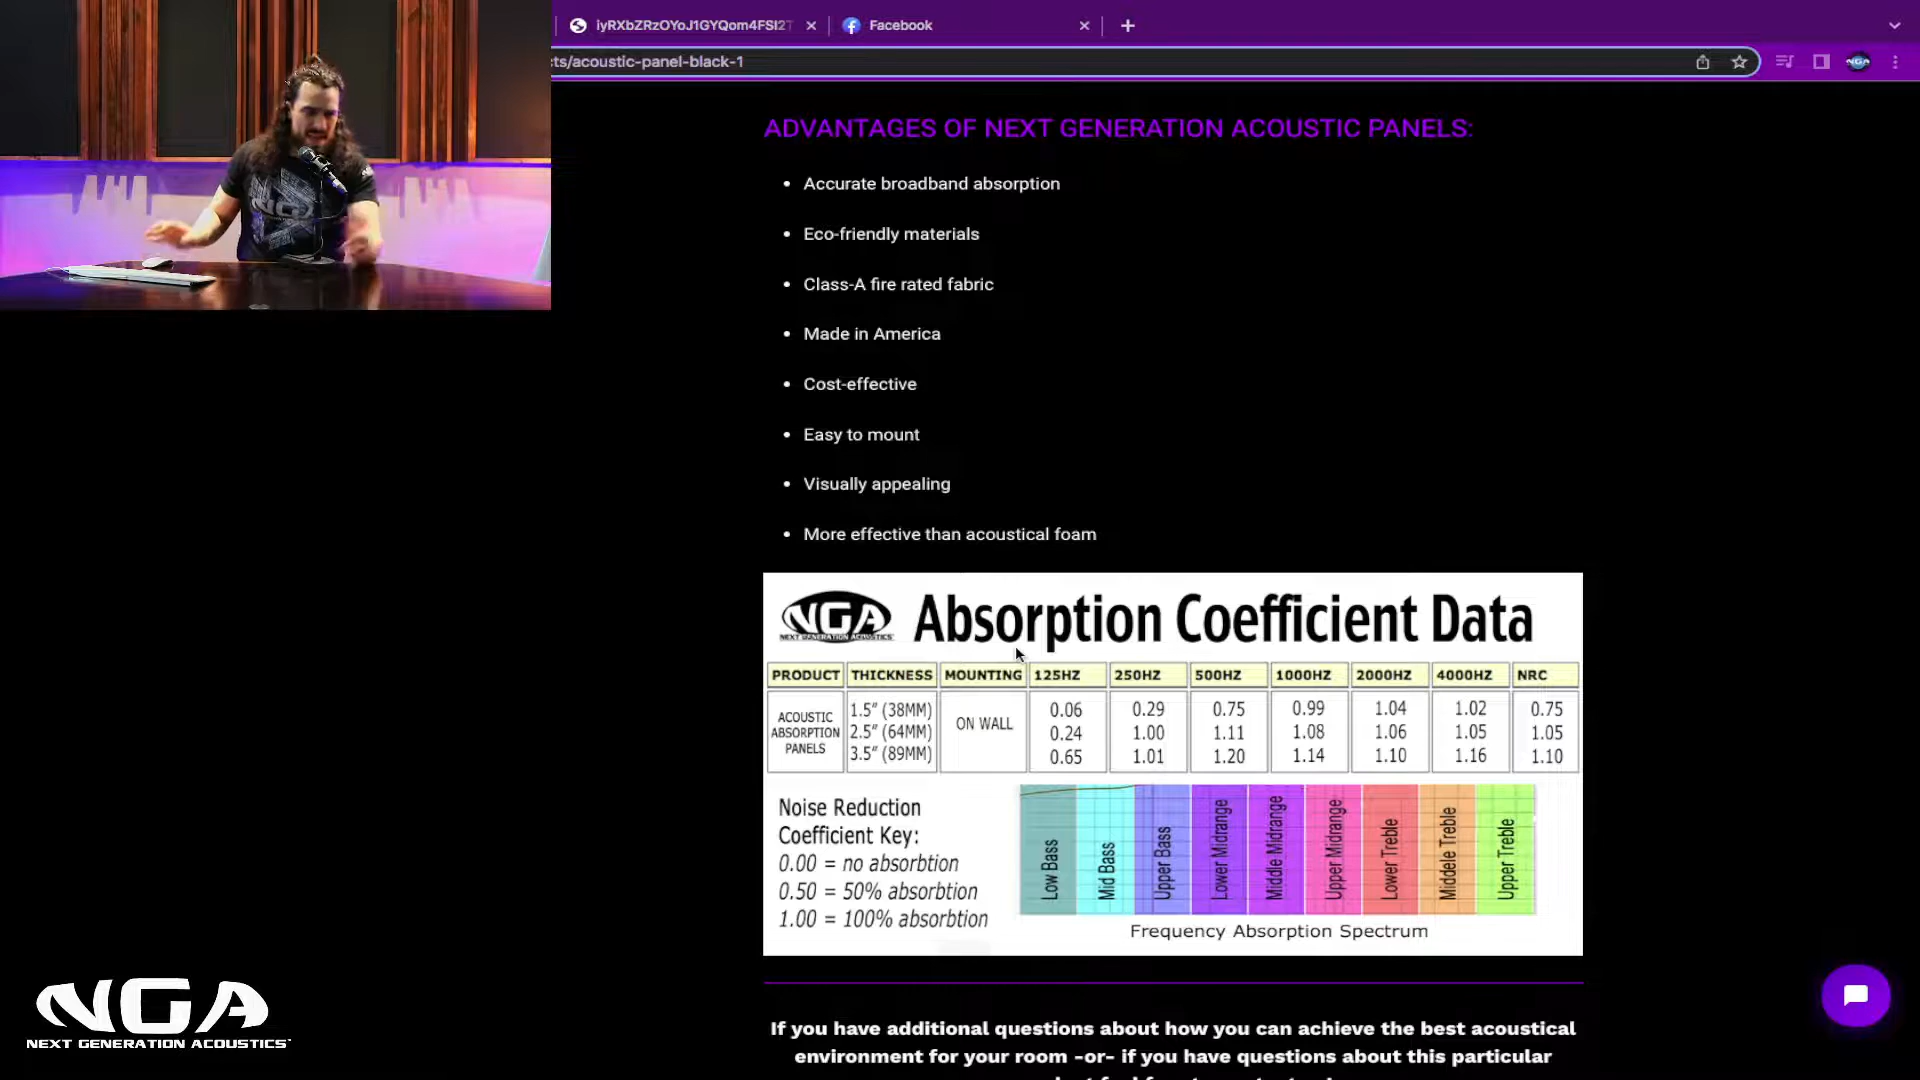 iyRXbZRzOYoJ1GYQom4FSI2T
Facebook
cts/acoustic-panel-black-1
ADVANTAGES OF NEXT GENERATION ACOUSTIC PANELS:
• Accurate broadband absorption
• Eco-friendly materials
• Class-A fire rated fabric
• Made in America
• Cost-effective
• Easy to mount
• Visually appealing
• More effective than acoustical foam
NGA
NEXT GENERATION ACOUSTICS
Absorption Coefficient Data
PRODUCT THICKNESS MOUNTING 125HZ 250HZ 500HZ 1000HZ 2000HZ 4000HZ NRC
ACOUSTIC ABSORPTION PANELS
ON WALL
1.5" (38MM) 0.06 0.29 0.75 0.99 1.04 1.02 0.75
2.5" (64MM) 0.24 1.00 1.11 1.08 1.06 1.05 1.05
3.5" (89MM) 0.65 1.01 1.20 1.14 1.10 1.16 1.10
Noise Reduction
Coefficient Key:
0.00 = no absorbtion
0.50 = 50% absorbtion
1.00 = 100% absorbtion
Low Bass
Mid Bass
Upper Bass
Lower Midrange
Middle Midrange
Upper Midrange
Lower Treble
Middele Treble
Upper Treble
Frequency Absorption Spectrum
If you have additional questions about how you can achieve the best acoustical
environment for your room -or- if you have questions about this particular
NGA
NEXT GENERATION ACOUSTICS